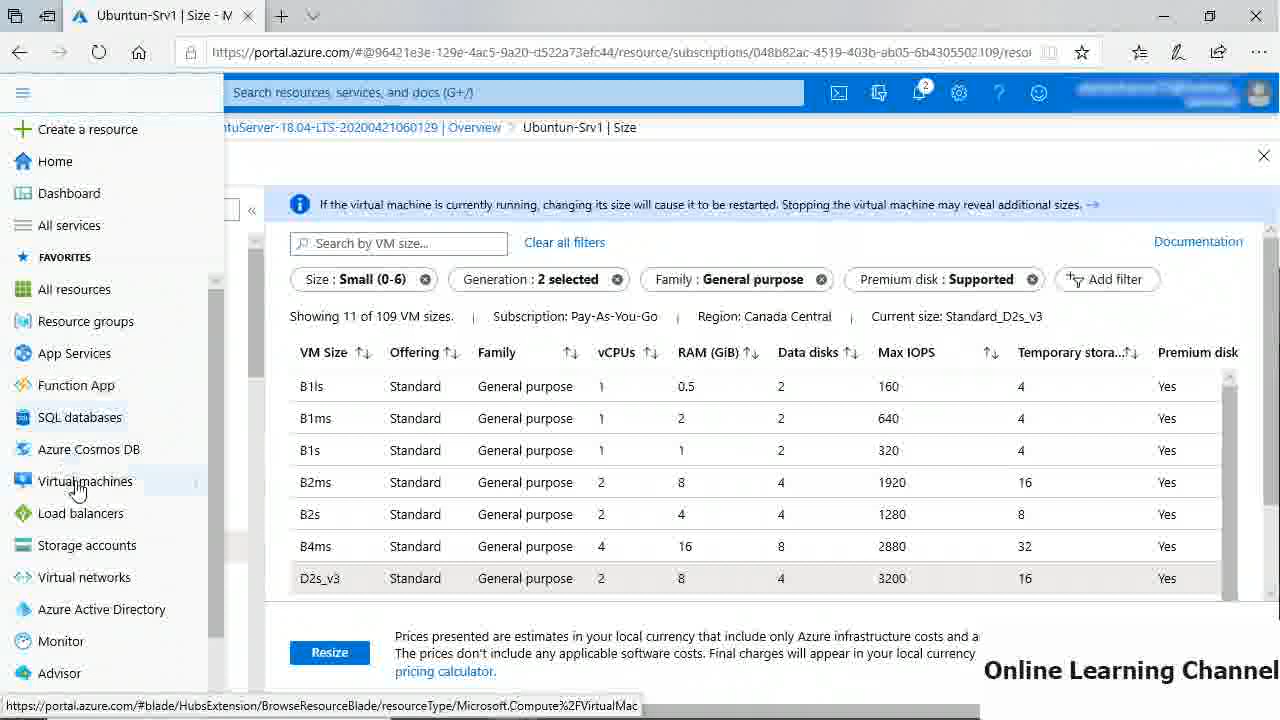 Ubuntun-Srv1 | Size - M
https://portal.azure.com/#@96421e3e-129e-4ac5-9a20-d522a73efc44/resource/subscriptions/048b82ac-4519-403b-ab05-6b4305502109/resou
Search resources, services, and docs (G+/)
2
Create a resource
Home
Dashboard
All services
FAVORITES
All resources
Resource groups
App Services
Function App
SQL databases
Azure Cosmos DB
Virtual machines
Load balancers
Storage accounts
Virtual networks
Azure Active Directory
Monitor
Advisor
ntuServer-18.04-LTS-20200421060129 | Overview > Ubuntun-Srv1 | Size
If the virtual machine is currently running, changing its size will cause it to be restarted. Stopping the virtual machine may reveal additional sizes. →
Search by VM size... Clear all filters Documentation
Size : Small (0-6) Generation : 2 selected Family : General purpose Premium disk : Supported Add filter
Showing 11 of 109 VM sizes. | Subscription: Pay-As-You-Go | Region: Canada Central | Current size: Standard_D2s_v3
VM Size Offering Family vCPUs RAM (GiB) Data disks Max IOPS Temporary stora... Premium disk
B1ls Standard General purpose 1 0.5 2 160 4 Yes
B1ms Standard General purpose 1 2 2 640 4 Yes
B1s Standard General purpose 1 1 2 320 4 Yes
B2ms Standard General purpose 2 8 4 1920 16 Yes
B2s Standard General purpose 2 4 4 1280 8 Yes
B4ms Standard General purpose 4 16 8 2880 32 Yes
D2s_v3 Standard General purpose 2 8 4 3200 16 Yes
Resize
Prices presented are estimates in your local currency that include only Azure infrastructure costs and a
The prices don't include any applicable software costs. Final charges will appear in your local currency
pricing calculator.
Online Learning Channel
https://portal.azure.com/#blade/HubsExtension/BrowseResourceBlade/resourceType/Microsoft.Compute%2FVirtualMac